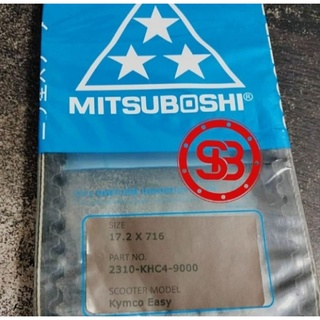 MITSUBOSHI®
SB
SIZE
17.2 X 716
PART NO.
2310-KHC4-9000
SCOOTER MODEL
Kymco Easy